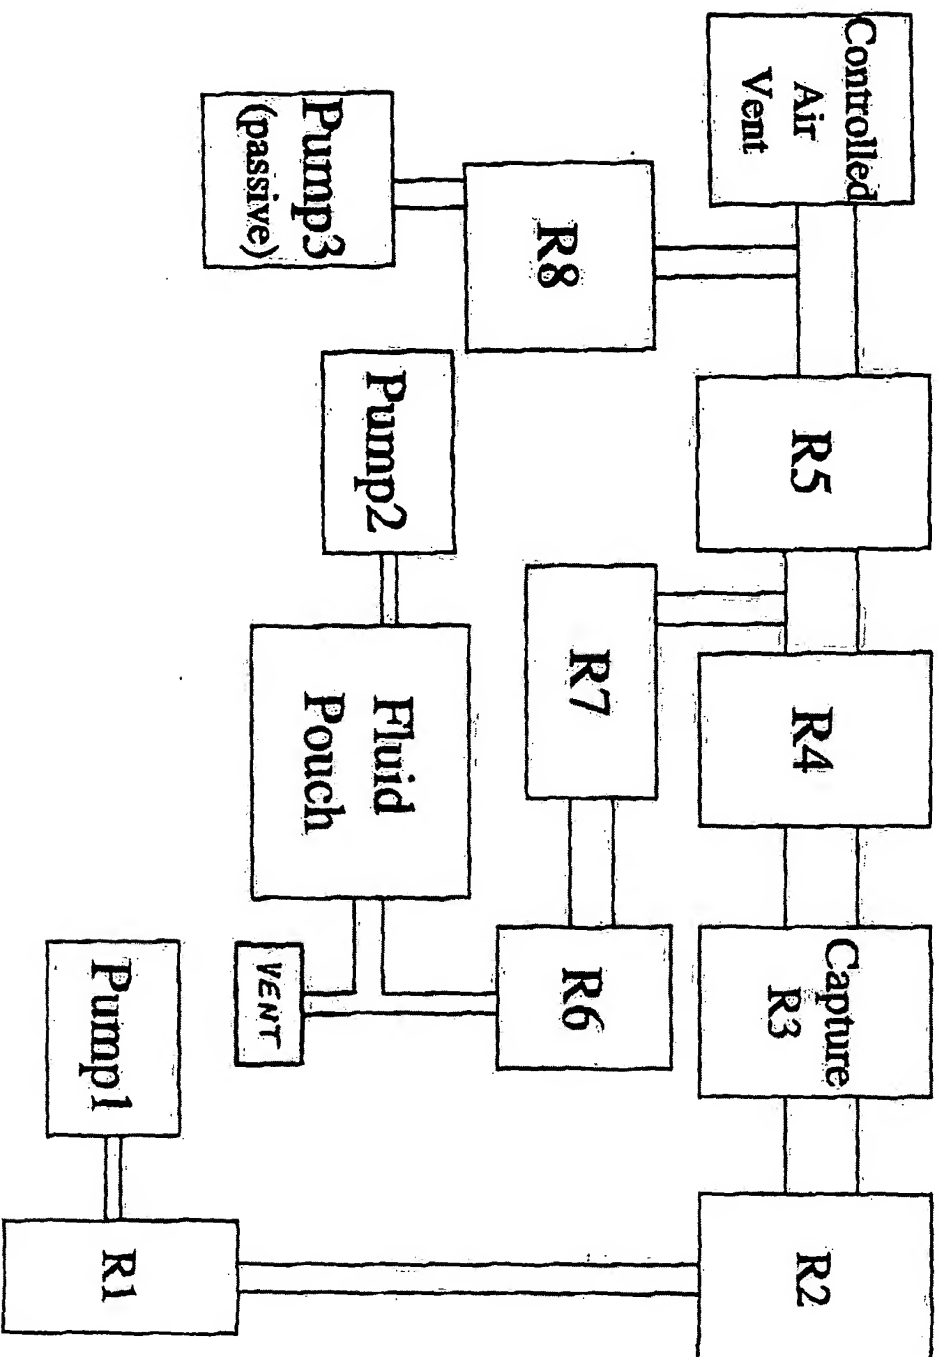 Controlled
Air
Vent
R5
R4
Capture
R3
R2
R8
R7
R6
Pump3
(passive)
Pump2
Fluid
Pouch
VENT
Pump1
R1